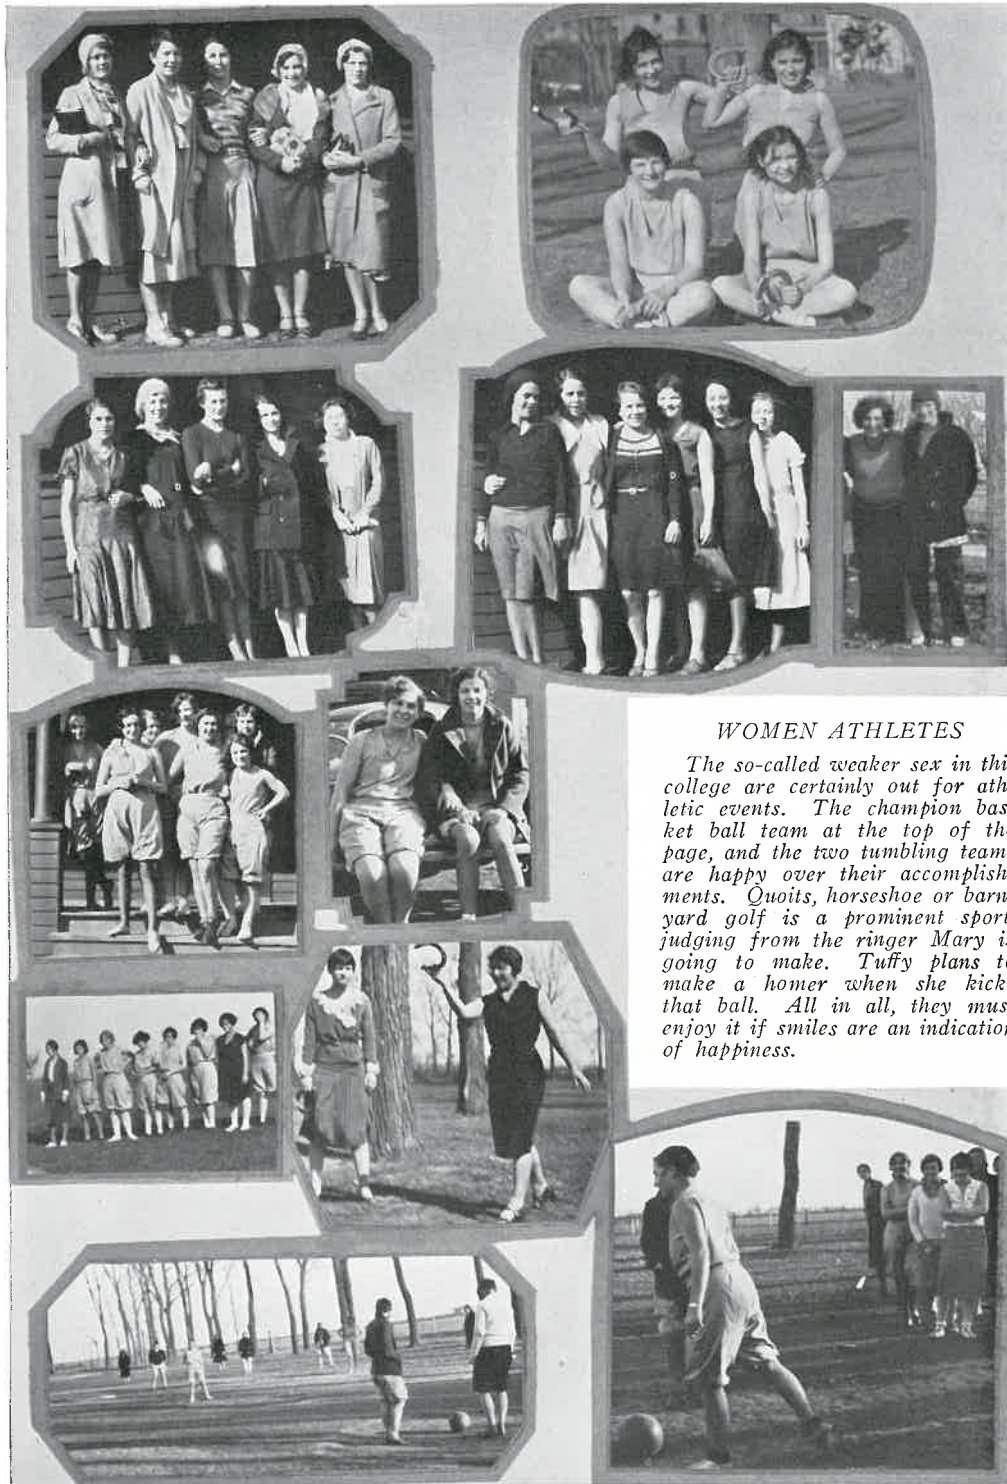 WOMEN ATHLETES
The so-called weaker sex in thi
college are certainly out for ath
letic events. The champion bas
ket ball team at the top of th
page, and the two tumbling team
are happy over their accomplish
ments. Quoits, horseshoe or barn
yard golf is a prominent sport
judging from the ringer Mary i
going to make. Tuffy plans t
make a homer when she kick
that ball. All in all, they mus
enjoy it if smiles are an indication
of happiness.